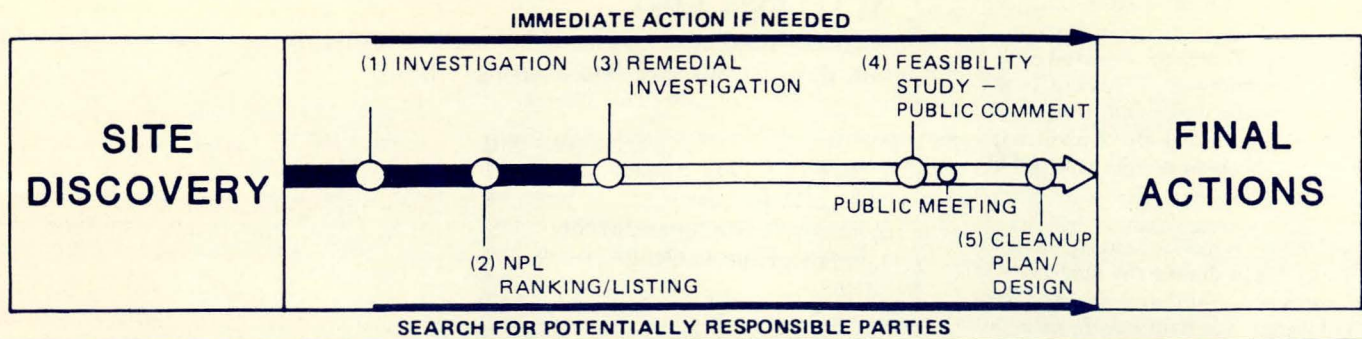 IMMEDIATE ACTION IF NEEDED
SITE
DISCOVERY
(1) INVESTIGATION
(3) REMEDIAL
INVESTIGATION
(4) FEASIBILITY
STUDY –
PUBLIC COMMENT
PUBLIC MEETING
(2) NPL
RANKING/LISTING
(5) CLEANUP
PLAN/
DESIGN
FINAL
ACTIONS
SEARCH FOR POTENTIALLY RESPONSIBLE PARTIES